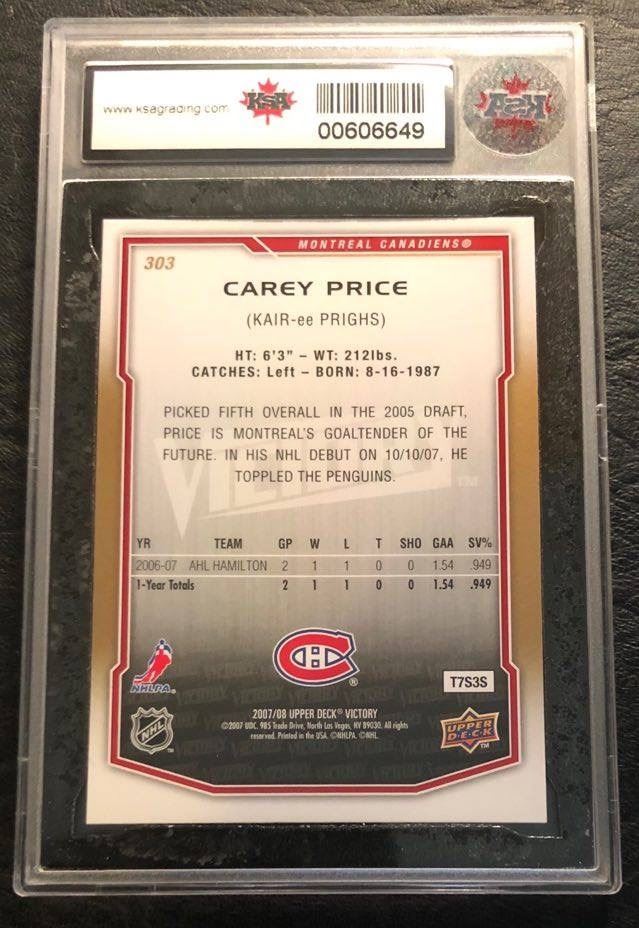 www.ksagrading.com KSA
00606649
KSA
MONTREAL CANADIENS®
303
CAREY PRICE
(KAIR-ee PRIGHS)
HT: 6'3" – WT: 212lbs.
CATCHES: Left – BORN: 8-16-1987
PICKED FIFTH OVERALL IN THE 2005 DRAFT,
PRICE IS MONTREAL'S GOALTENDER OF THE
FUTURE. IN HIS NHL DEBUT ON 10/10/07, HE
TOPPLED THE PENGUINS.
VICTORY TM
YR TEAM GP W L T SHO GAA SV%
2006-07 AHL HAMILTON 2 1 1 0 0 1.54 .949
1-Year Totals 2 1 1 0 0 1.54 .949
NHLPA.
CH ®
T7S3S
2007/08 UPPER DECK® VICTORY
©2007 UDC. 985 Trade Drive, North Las Vegas, NV 89030. All rights
reserved. Printed in the USA. ©NHLPA. ©NHL.
NHL TM
UPPER
DECK
TM